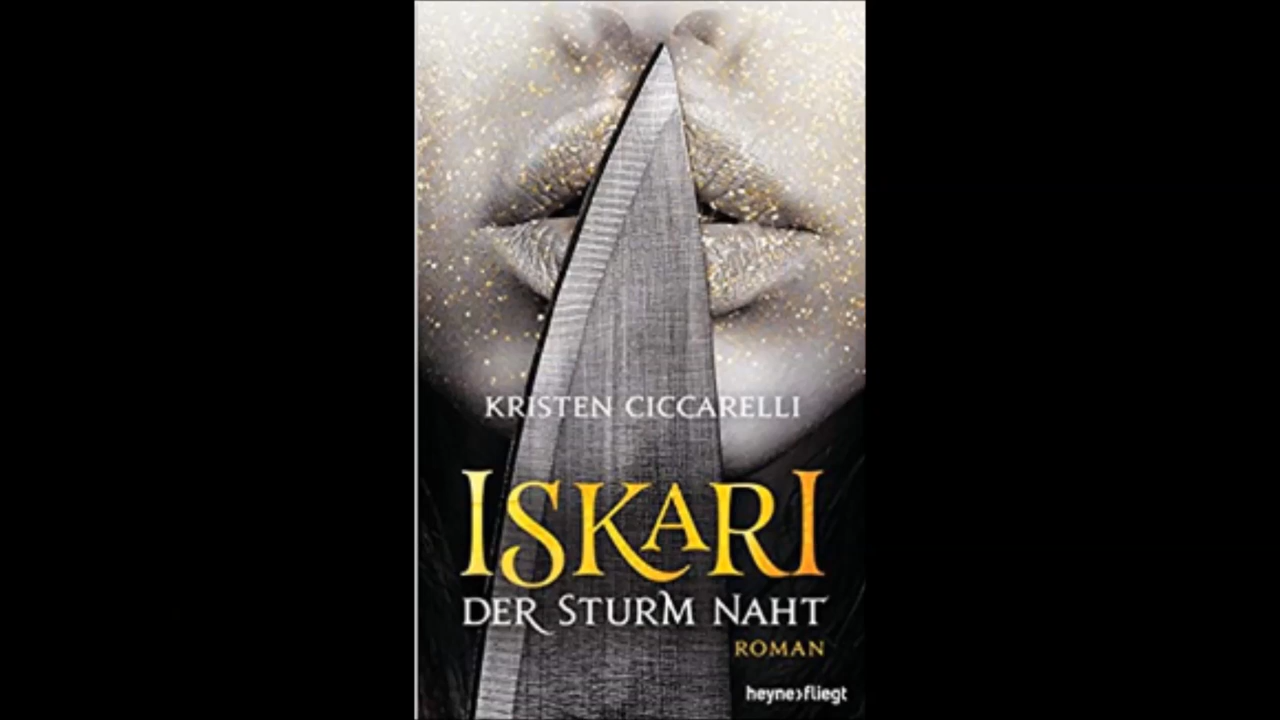 KRISTEN CICCARELLI
ISKARI
DER STURM NAHT
ROMAN
heyne›fliegt